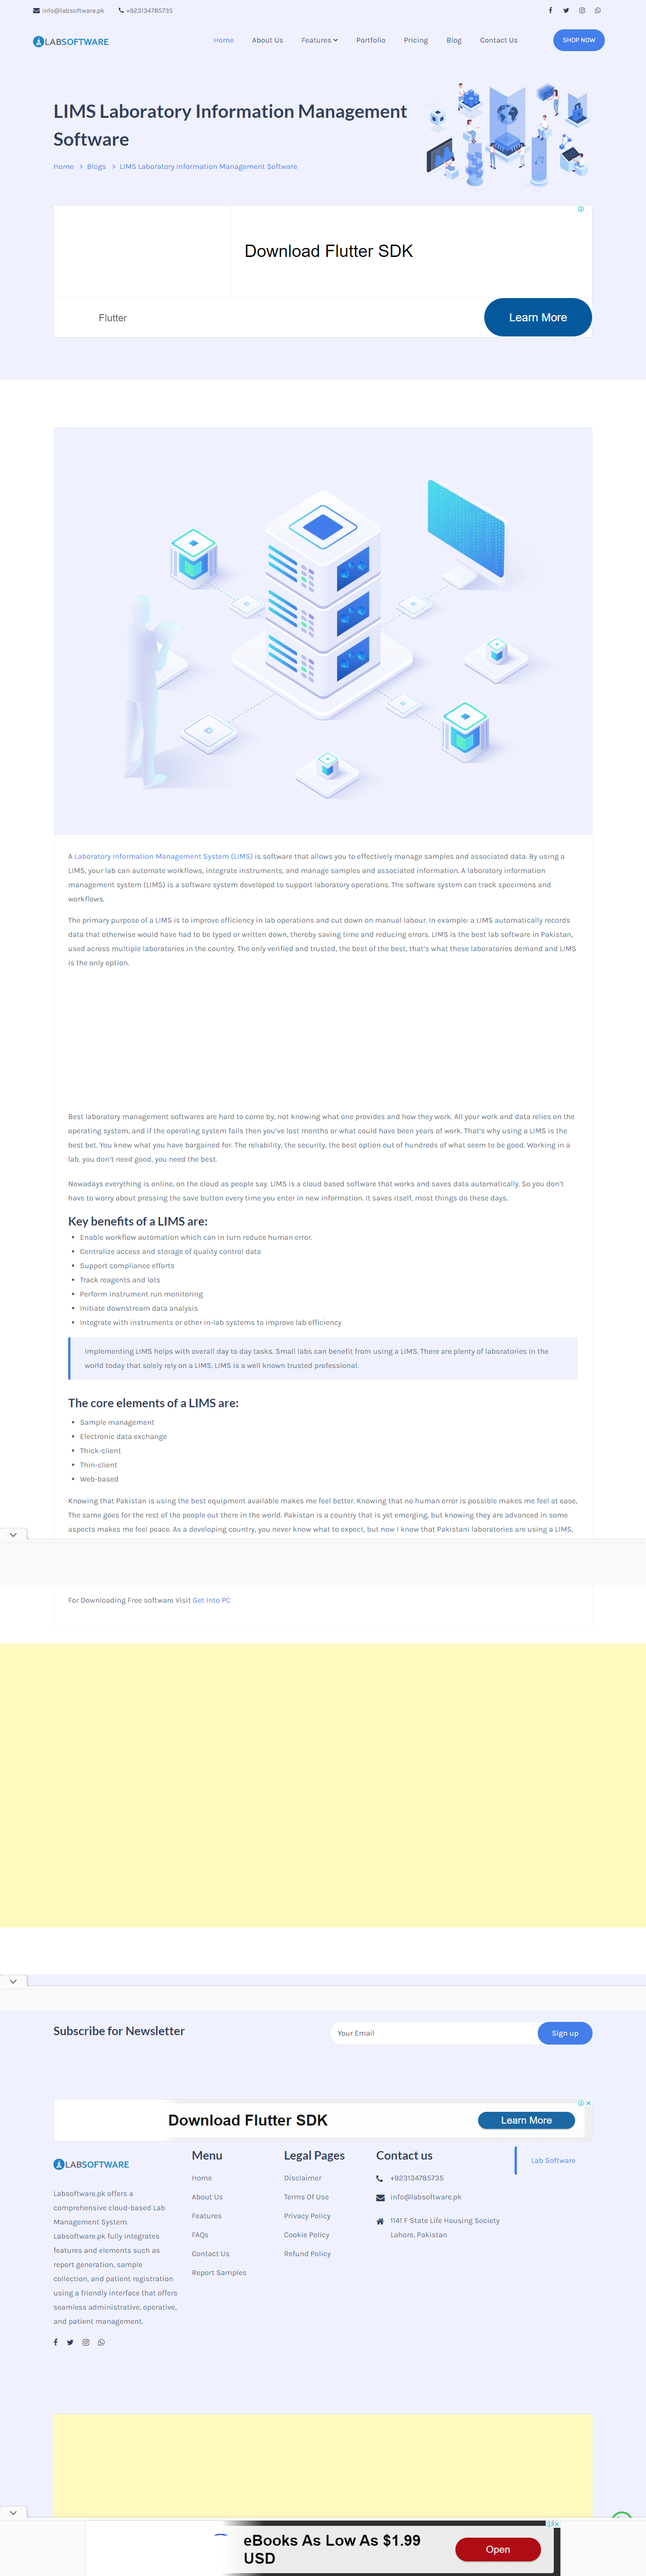 info@labsoftware.pk +923134785735
LABSOFTWARE Home About Us Features Portfolio Pricing Blog Contact Us SHOP NOW
LIMS Laboratory Information Management
Software
Home > Blogs > LIMS Laboratory Information Management Software
Download Flutter SDK
Flutter Learn More
A Laboratory Information Management System (LIMS) is software that allows you to effectively manage samples and associated data. By using a
LIMS, your lab can automate workflows, integrate instruments, and manage samples and associated information. A laboratory information
management system (LIMS) is a software system developed to support laboratory operations. The software system can track specimens and
workflows.
The primary purpose of a LIMS is to improve efficiency in lab operations and cut down on manual labour. In example: a LIMS automatically records
data that otherwise would have had to be typed or written down, thereby saving time and reducing errors. LIMS is the best lab software in Pakistan,
used across multiple laboratories in the country. The only verified and trusted, the best of the best, that's what these laboratories demand and LIMS
is the only option.
Best laboratory management softwares are hard to come by, not knowing what one provides and how they work. All your work and data relies on the
operating system, and if the operating system fails then you've lost months or what could have been years of work. That's why using a LIMS is the
best bet. You know what you have bargained for. The reliability, the security, the best option out of hundreds of what seem to be good. Working in a
lab, you don't need good, you need the best.
Nowadays everything is online, on the cloud as people say. LIMS is a cloud based software that works and saves data automatically. So you don't
have to worry about pressing the save button every time you enter in new information. It saves itself, most things do these days.
Key benefits of a LIMS are:
• Enable workflow automation which can in turn reduce human error.
• Centralize access and storage of quality control data
• Support compliance efforts
• Track reagents and lots
• Perform instrument run monitoring
• Initiate downstream data analysis
• Integrate with instruments or other in-lab systems to improve lab efficiency
Implementing LIMS helps with overall day to day tasks. Small labs can benefit from using a LIMS. There are plenty of laboratories in the
world today that solely rely on a LIMS. LIMS is a well known trusted professional.
The core elements of a LIMS are:
• Sample management
• Electronic data exchange
• Thick-client
• Thin-client
• Web-based
Knowing that Pakistan is using the best equipment available makes me feel better. Knowing that no human error is possible makes me feel at ease,
The same goes for the rest of the people out there in the world. Pakistan is a country that is yet emerging, but knowing they are advanced in some
aspects makes me feel peace. As a developing country, you never know what to expect, but now I know that Pakistani laboratories are using a LIMS,
For Downloading Free software Visit Get Into PC
Subscribe for Newsletter
Your Email Sign up
Download Flutter SDK Learn More
LABSOFTWARE
Labsoftware.pk offers a
comprehensive cloud-based Lab
Management System.
Labsoftware.pk fully integrates
features and elements such as
report generation, sample
collection, and patient registration
using a friendly interface that offers
seamless administrative, operative,
and patient management.
Menu
Home
About Us
Features
FAQs
Contact Us
Report Samples
Legal Pages
Disclaimer
Terms Of Use
Privacy Policy
Cookie Policy
Refund Policy
Contact us
+923134785735
info@labsoftware.pk
1141 F State Life Housing Society
Lahore, Pakistan
Lab Software
eBooks As Low As $1.99
USD
Open